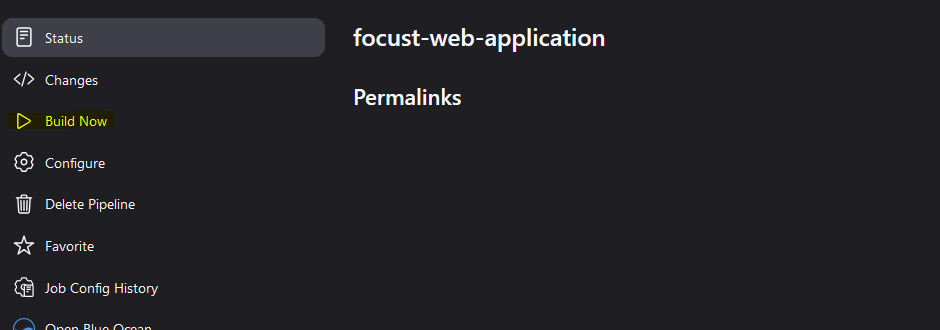 Status
focust-web-application
Changes
Permalinks
Build Now
Configure
Delete Pipeline
Favorite
Job Config History
Open Blue Ocean